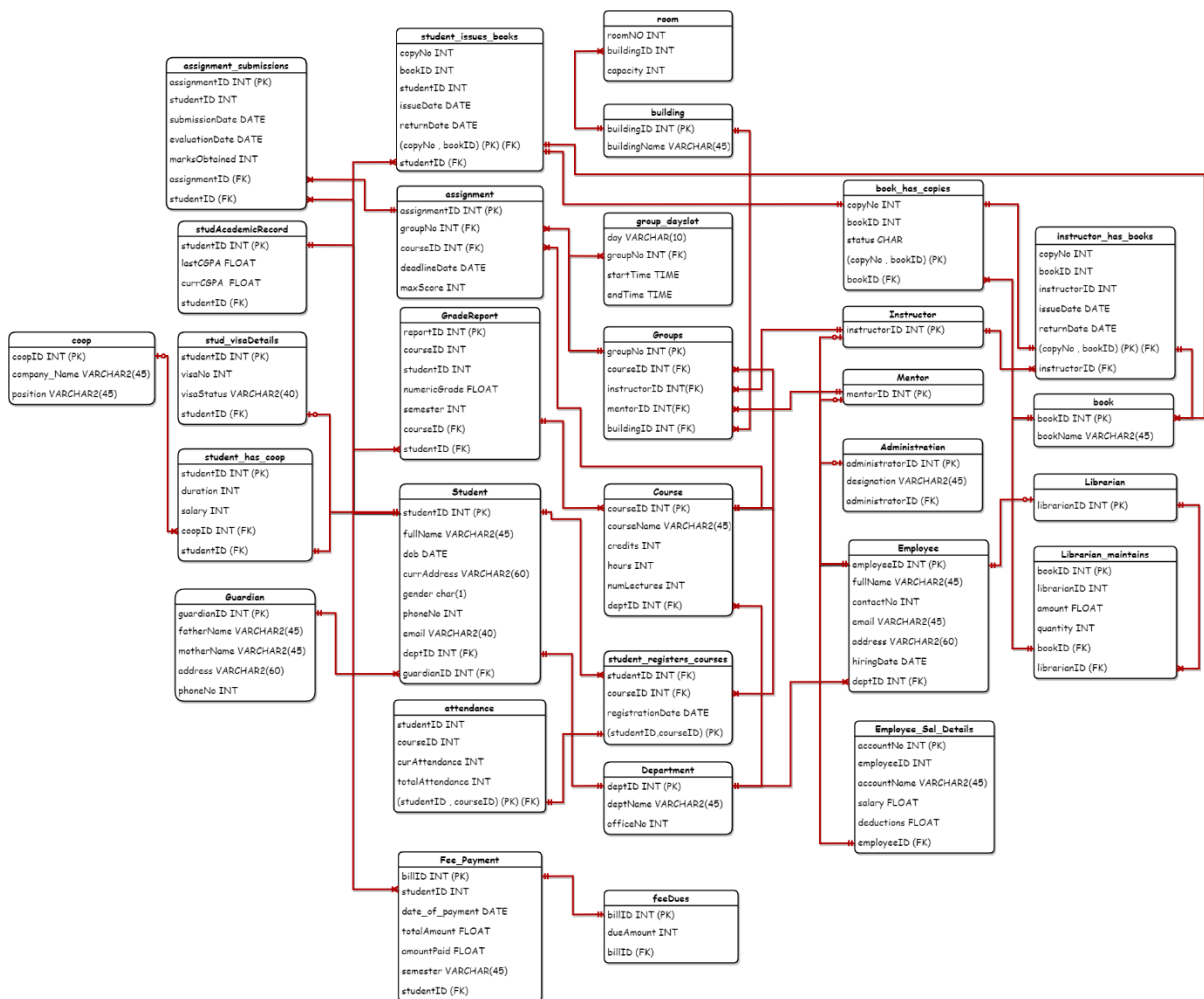 room
roomNO INT
buildingID INT
capacity INT
student_issues_books
copyNo INT
bookID INT
studentID INT
issueDate DATE
returnDate DATE
(copyNo , bookID) (PK) (FK)
studentID (FK)
assignment_submissions
assignmentID INT (PK)
studentID INT
submissionDate DATE
evaluationDate DATE
marksObtained INT
assignmentID (FK)
studentID (FK)
building
buildingID INT (PK)
buildingName VARCHAR(45)
book_has_copies
copyNo INT
bookID INT
status CHAR
(copyNo , bookID) (PK)
bookID (FK)
assignment
assignmentID INT (PK)
groupNo INT (FK)
courseID INT (FK)
deadlineDate DATE
maxScore INT
group_dayslot
day VARCHAR(10)
groupNo INT (FK)
startTime TIME
endTime TIME
studAcademicRecord
studentID INT (PK)
lastCGPA FLOAT
currCGPA FLOAT
studentID (FK)
instructor_has_books
copyNo INT
bookID INT
instructorID INT
issueDate DATE
returnDate DATE
(copyNo , bookID) (PK) (FK)
instructorID (FK)
GradeReport
reportID INT (PK)
courseID INT
studentID INT
numericGrade FLOAT
semester INT
courseID (FK)
studentID (FK)
Instructor
instructorID INT (PK)
Groups
groupNo INT (PK)
courseID INT (FK)
instructorID INT(FK)
mentorID INT(FK)
buildingID INT (FK)
coop
coopID INT (PK)
company_Name VARCHAR2(45)
position VARCHAR2(45)
stud_visaDetails
studentID INT (PK)
visaNo INT
visaStatus VARCHAR2(40)
studentID (FK)
Mentor
mentorID INT (PK)
book
bookID INT (PK)
bookName VARCHAR2(45)
Administration
administratorID INT (PK)
designation VARCHAR2(45)
administratorID (FK)
student_has_coop
studentID INT (PK)
duration INT
salary INT
coopID INT (FK)
studentID (FK)
Librarian
librarianID INT (PK)
Student
studentID INT (PK)
fullName VARCHAR2(45)
dob DATE
currAddress VARCHAR2(60)
gender char(1)
phoneNo INT
email VARCHAR2(40)
deptID INT (FK)
guardianID INT (FK)
Course
courseID INT (PK)
courseName VARCHAR2(45)
credits INT
hours INT
numLectures INT
deptID INT (FK)
Employee
employeeID INT (PK)
fullName VARCHAR2(45)
contactNo INT
email VARCHAR2(45)
address VARCHAR2(60)
hiringDate DATE
deptID INT (FK)
Librarian_maintains
bookID INT (PK)
librarianID INT
amount FLOAT
quantity INT
bookID (FK)
librarianID (FK)
Guardian
guardianID INT (PK)
fatherName VARCHAR2(45)
motherName VARCHAR2(45)
address VARCHAR2(60)
phoneNo INT
student_registers_courses
studentID INT (FK)
courseID INT (FK)
registrationDate DATE
(studentID,courseID) (PK)
attendance
studentID INT
courseID INT
curAttendance INT
totalAttendance INT
(studentID , courseID) (PK) (FK)
Employee_Sal_Details
accountNo INT (PK)
employeeID INT
accountName VARCHAR2(45)
salary FLOAT
deductions FLOAT
employeeID (FK)
Department
deptID INT (PK)
deptName VARCHAR2(45)
officeNo INT
Fee_Payment
billID INT (PK)
studentID INT
date_of_payment DATE
totalAmount FLOAT
amountPaid FLOAT
semester VARCHAR(45)
studentID (FK)
feeDues
billID INT (PK)
dueAmount INT
billID (FK)